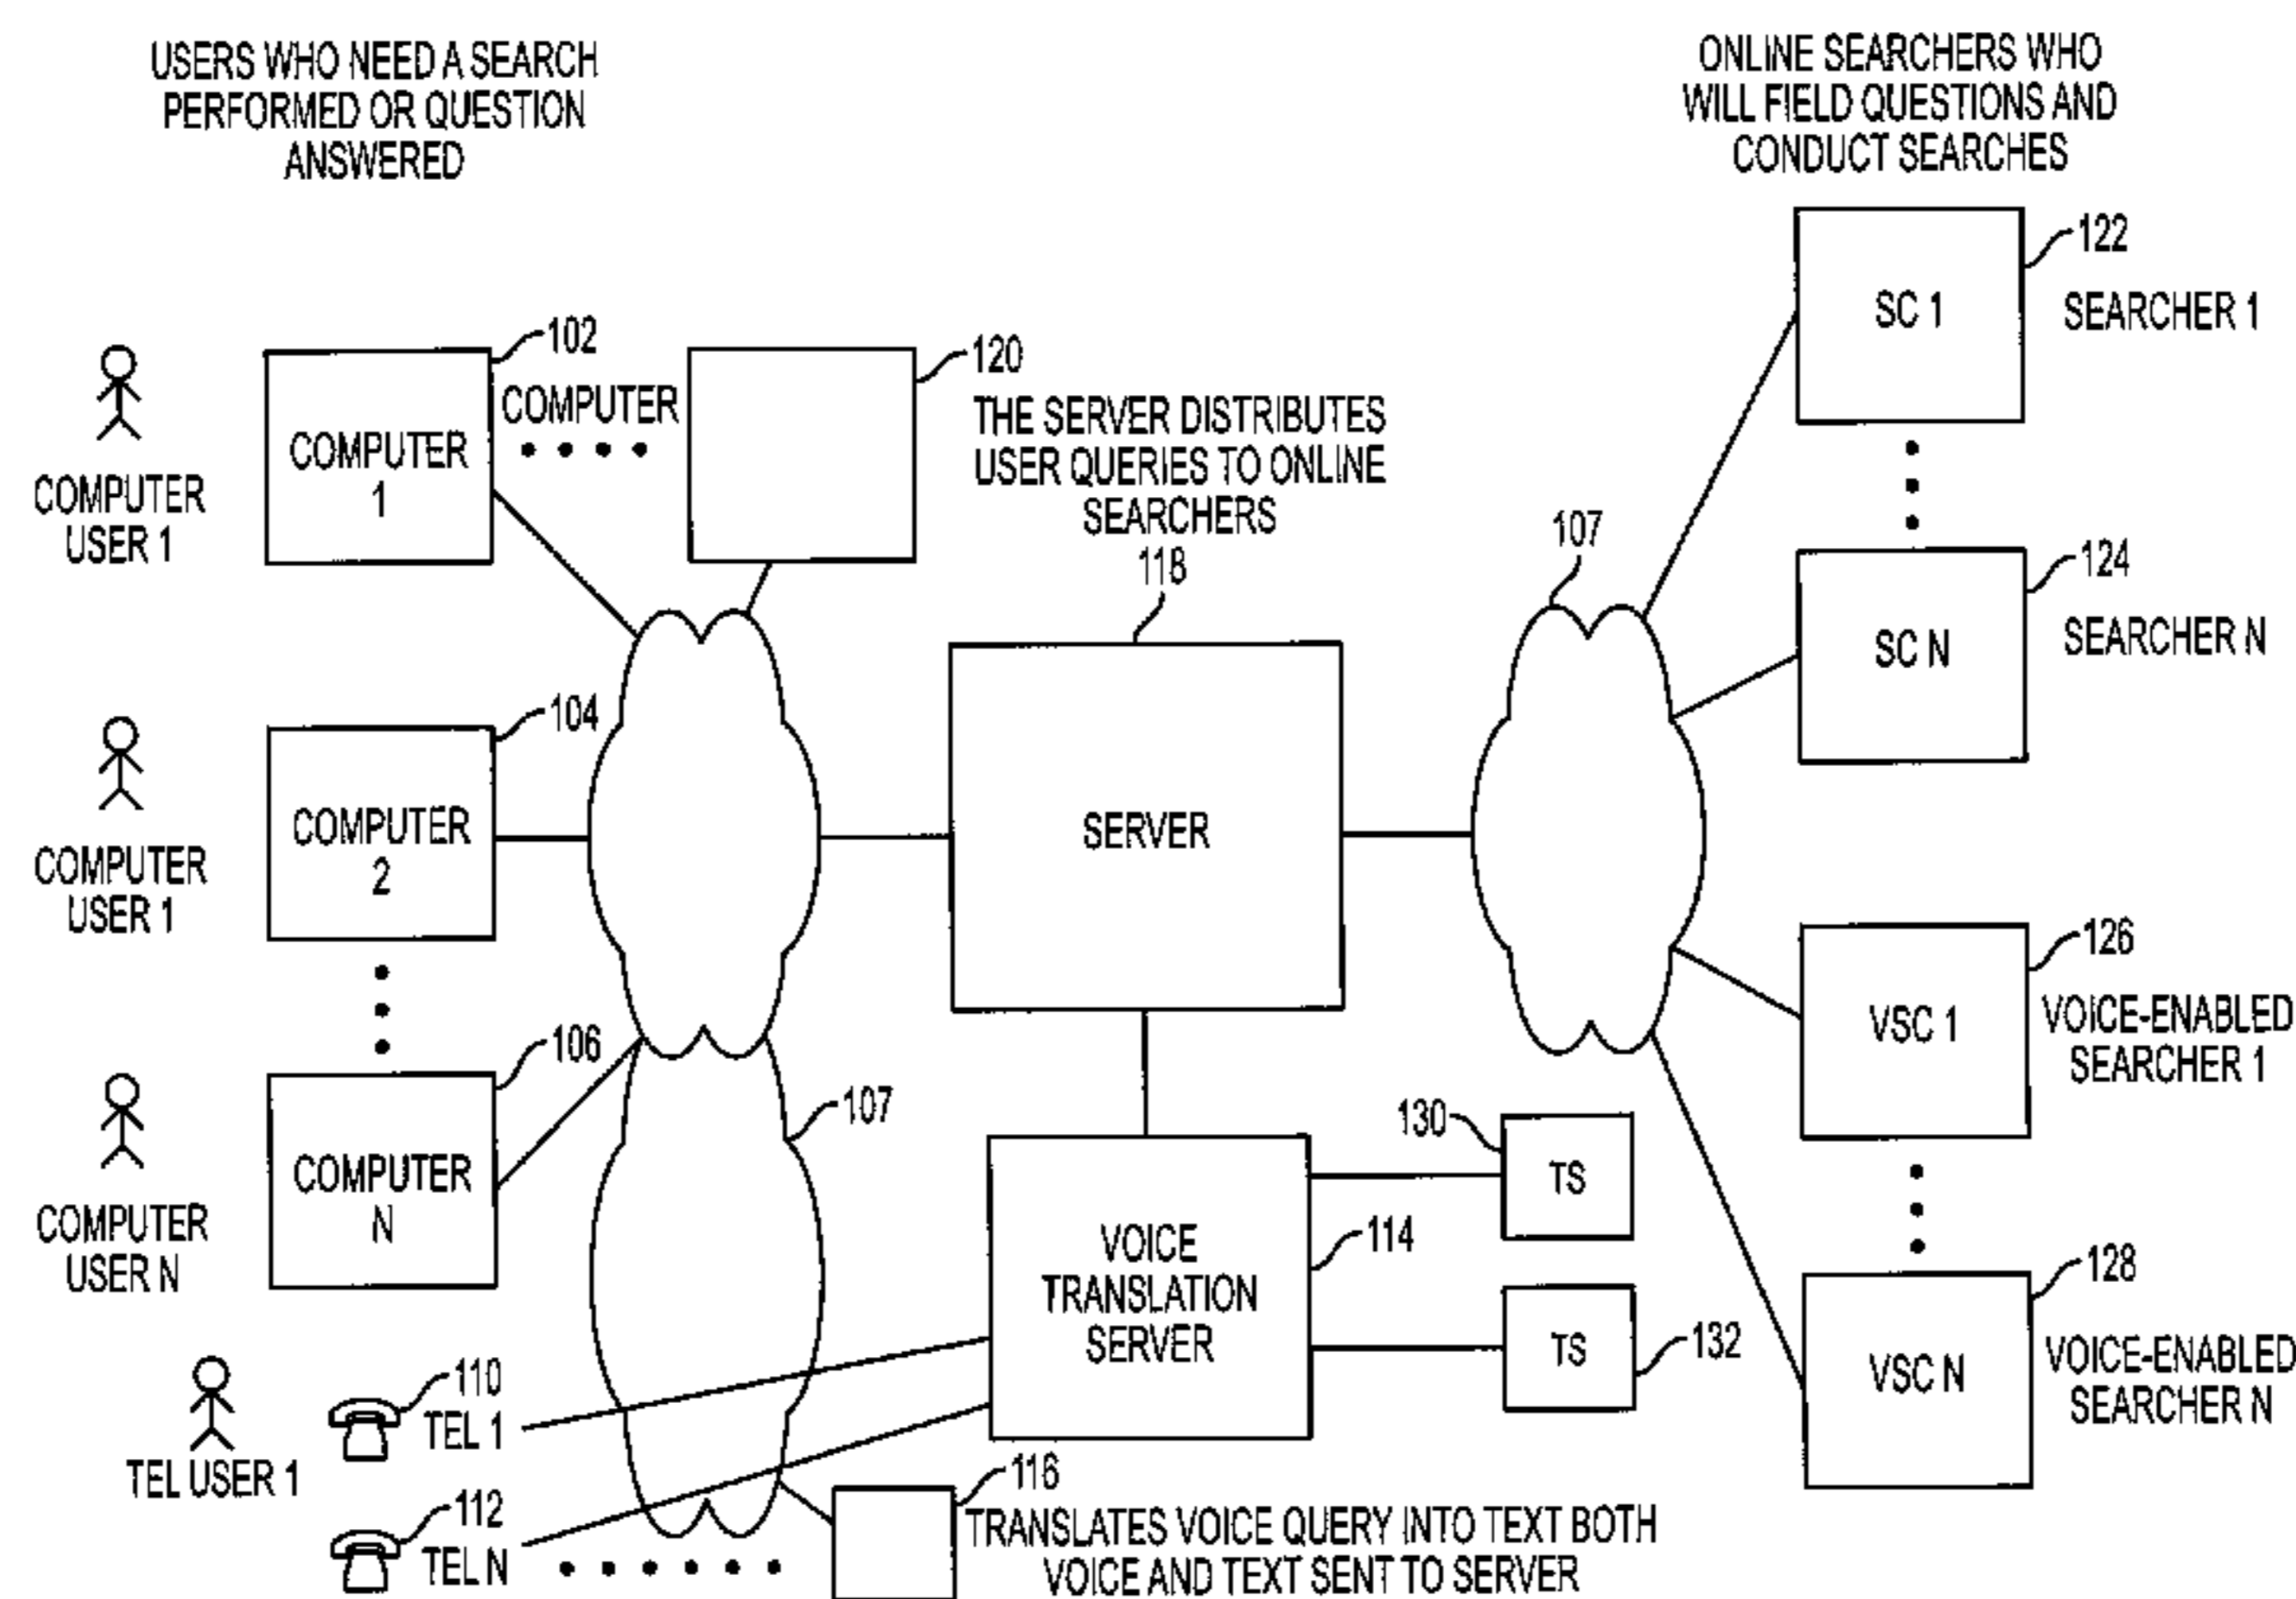 USERS WHO NEED A SEARCH
PERFORMED OR QUESTION
ANSWERED
ONLINE SEARCHERS WHO
WILL FIELD QUESTIONS AND
CONDUCT SEARCHES
102
COMPUTER
1
COMPUTER
USER 1
COMPUTER
120
THE SERVER DISTRIBUTES
USER QUERIES TO ONLINE
SEARCHERS
118
SERVER
107
122
SC 1
SEARCHER 1
124
SC N
SEARCHER N
104
COMPUTER
2
COMPUTER
USER 1
106
COMPUTER
N
COMPUTER
USER N
107
126
VSC 1
VOICE-ENABLED
SEARCHER 1
130
TS
VOICE
TRANSLATION
SERVER
114
TS
132
128
VSC N
VOICE-ENABLED
SEARCHER N
110
TEL 1
TEL USER 1
112
TEL N
116
TRANSLATES VOICE QUERY INTO TEXT BOTH
VOICE AND TEXT SENT TO SERVER